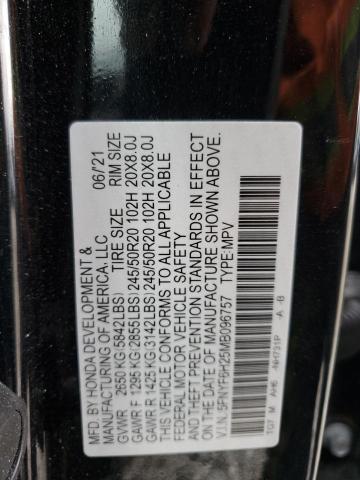 MFD. BY HONDA DEVELOPMENT & 06/21
MANUFACTURING OF AMERICA, LLC
TIRE SIZE RIM SIZE
GVWR 2650 KG(5842LBS)
GAWR F 1295 KG(2855LBS) 245/50R20 102H 20X8.0J
GAWR R 1425 KG(3142LBS) 245/50R20 102H 20X8.0J
THIS VEHICLE CONFORMS TO ALL APPLICABLE
FEDERAL MOTOR VEHICLE SAFETY
AND THEFT PREVENTION STANDARDS IN EFFECT
ON THE DATE OF MANUFACTURE SHOWN ABOVE.
V.I.N.: 5FNYF6H25MB096757 TYPE:MPV
TGT M AH6 -NH731P -A -B